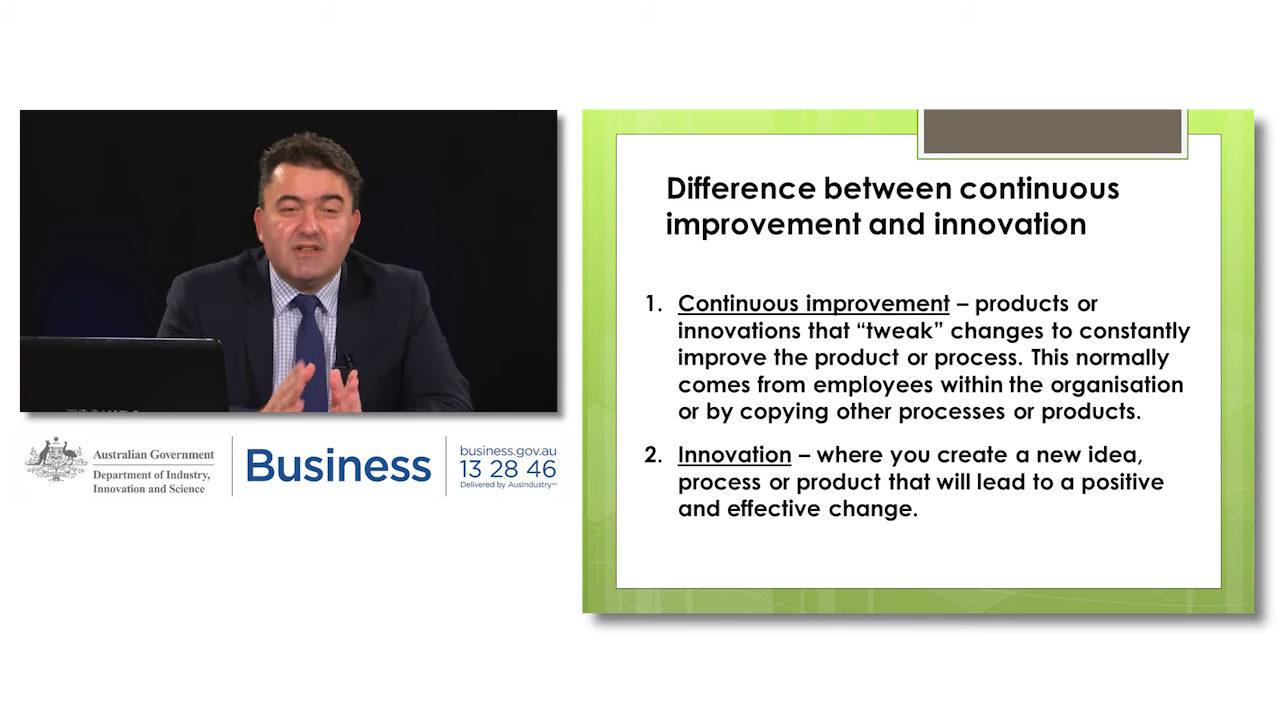 Australian Government
Department of Industry,
Innovation and Science
Business
business.gov.au
13 28 46
Delivered by AusIndustry™
Difference between continuous
improvement and innovation
1. Continuous improvement – products or
innovations that “tweak” changes to constantly
improve the product or process. This normally
comes from employees within the organisation
or by copying other processes or products.
2. Innovation – where you create a new idea,
process or product that will lead to a positive
and effective change.